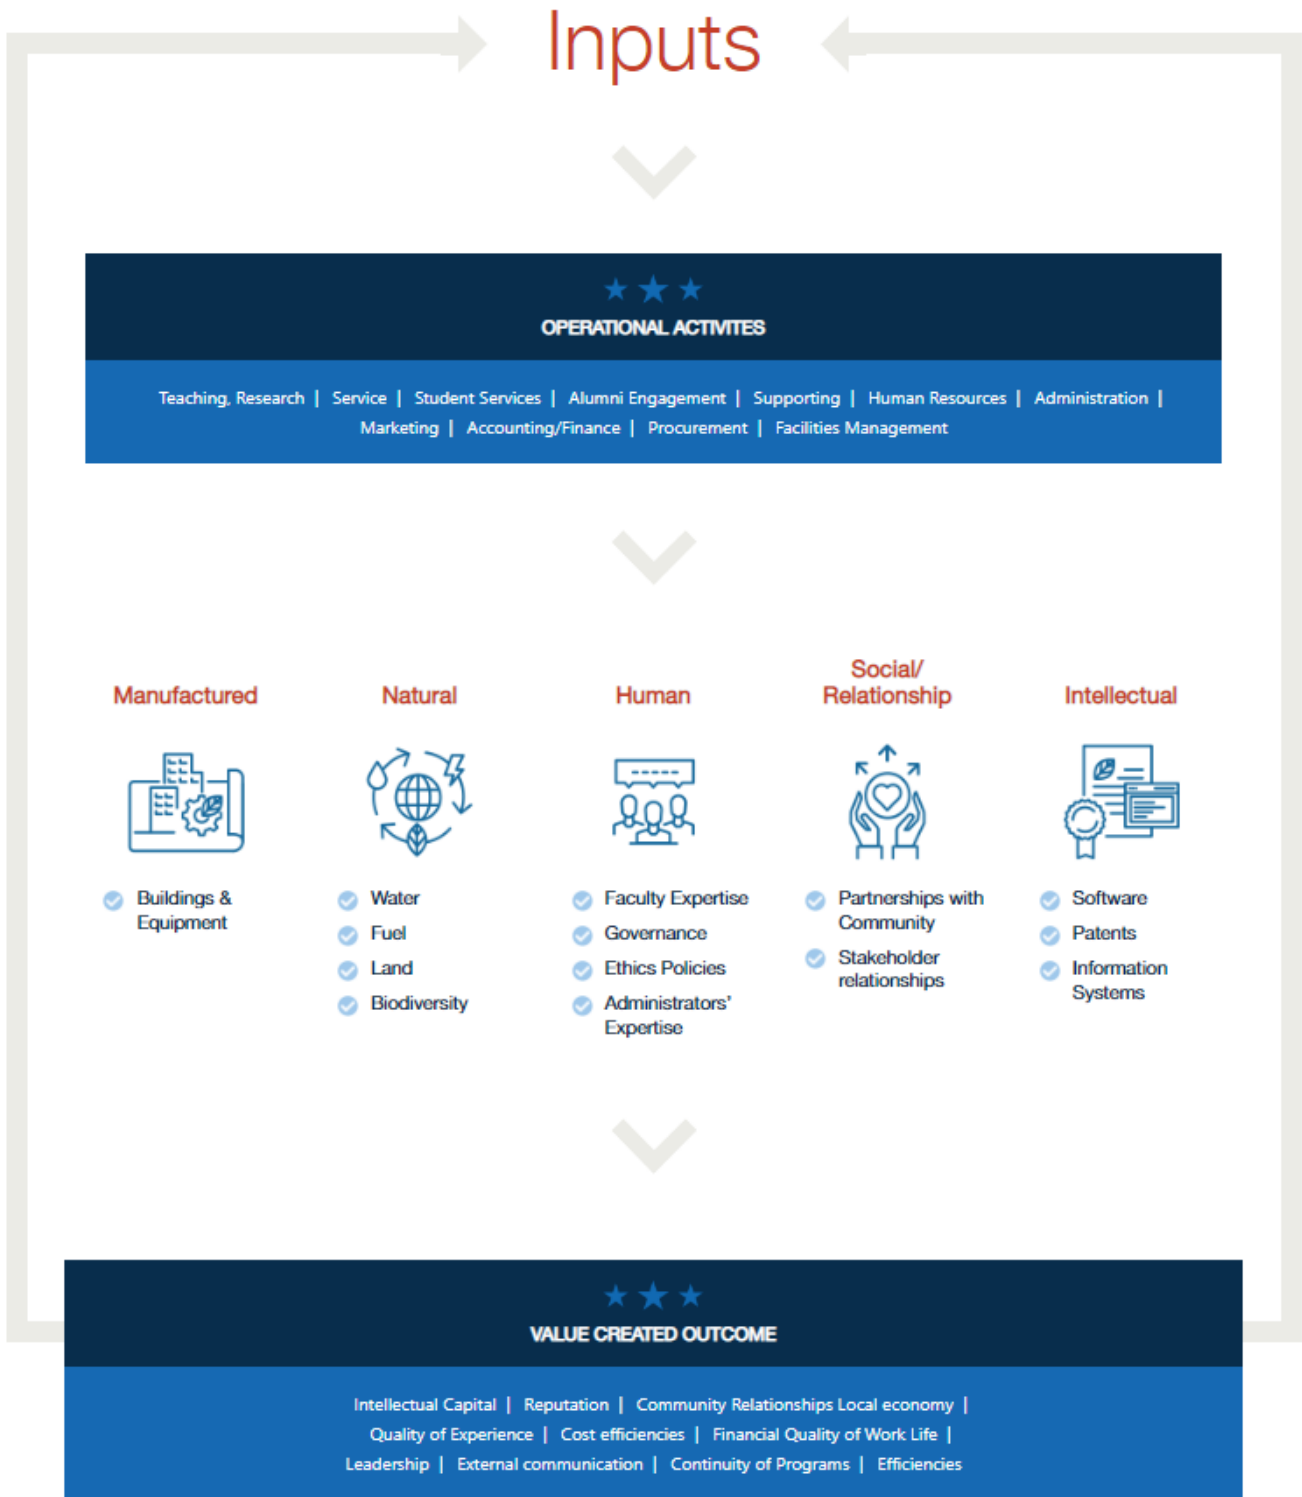 Inputs
OPERATIONAL ACTIVITES
Teaching, Research | Service | Student Services | Alumni Engagement | Supporting | Human Resources | Administration |
Marketing | Accounting/Finance | Procurement | Facilities Management
Manufactured
Buildings &
Equipment
Natural
Water
Fuel
Land
Biodiversity
Human
Faculty Expertise
Governance
Ethics Policies
Administrators'
Expertise
Social/
Relationship
Partnerships with
Community
Stakeholder
relationships
Intellectual
Software
Patents
Information
Systems
VALUE CREATED OUTCOME
Intellectual Capital | Reputation | Community Relationships Local economy |
Quality of Experience | Cost efficiencies | Financial Quality of Work Life |
Leadership | External communication | Continuity of Programs | Efficiencies